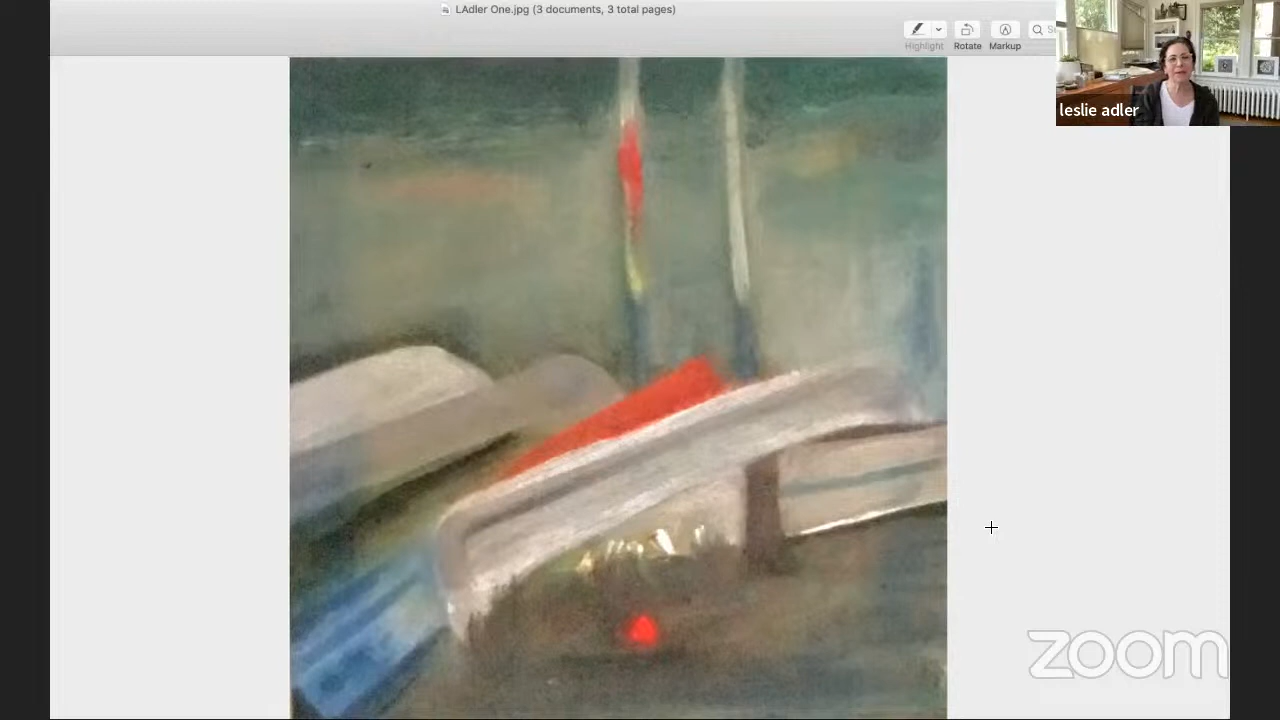 LAdler One.jpg (3 documents, 3 total pages)
Highlight
Rotate
Markup
leslie adler
zoom